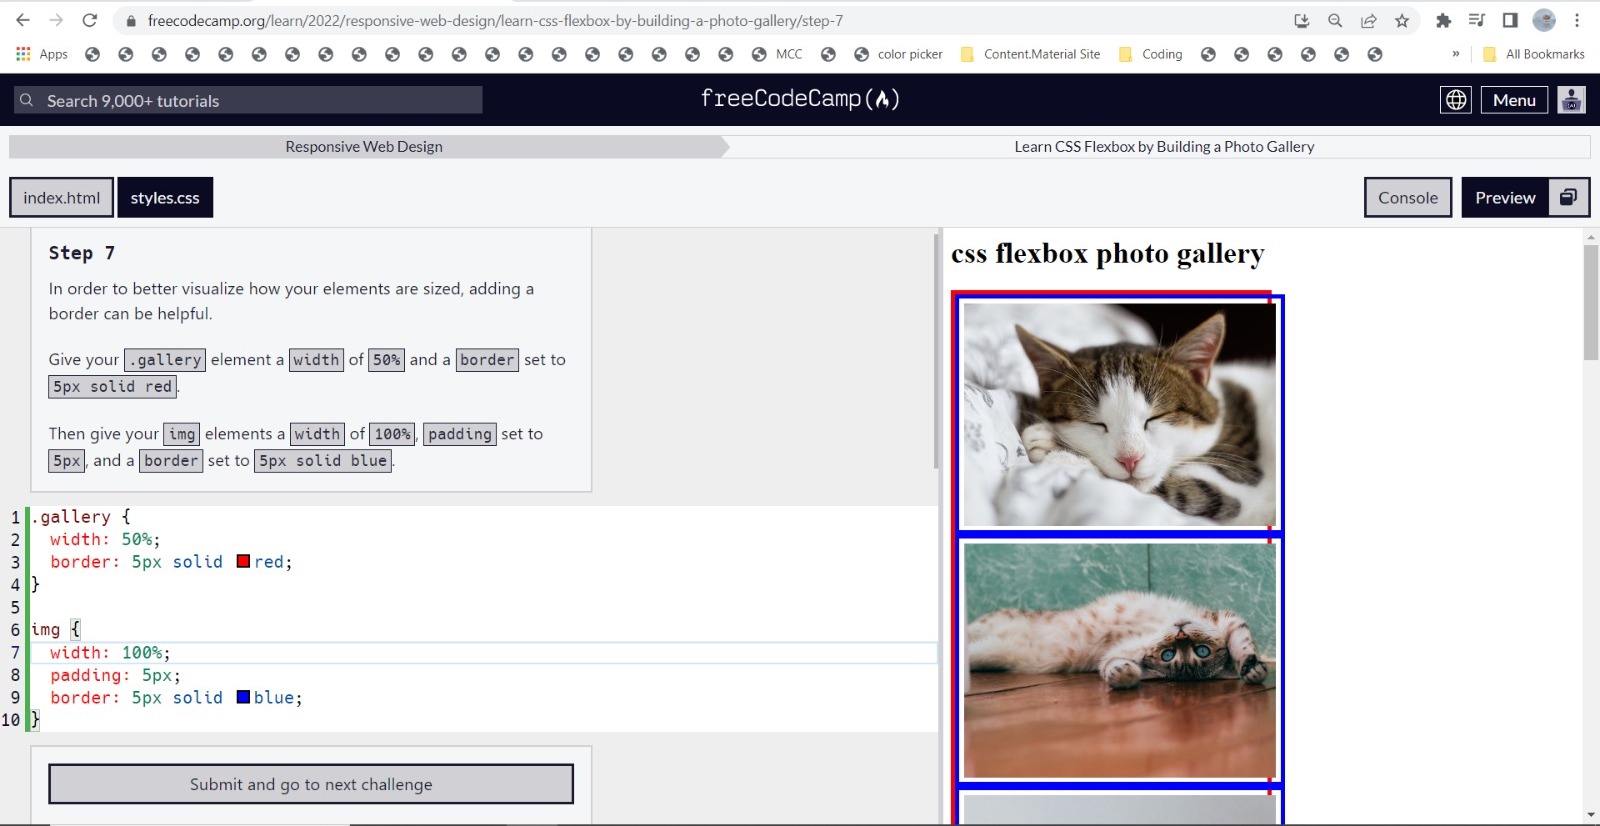 freecodecamp.org/learn/2022/responsive-web-design/learn-css-flexbox-by-building-a-photo-gallery/step-7
Apps MCC color picker Content.Material Site Coding » All Bookmarks
Search 9,000+ tutorials freeCodeCamp Menu
Responsive Web Design Learn CSS Flexbox by Building a Photo Gallery
index.html styles.css Console Preview
Step 7
In order to better visualize how your elements are sized, adding a
border can be helpful.
Give your .gallery element a width of 50% and a border set to
5px solid red.
Then give your img elements a width of 100%, padding set to
5px, and a border set to 5px solid blue.
1 .gallery {
2 width: 50%;
3 border: 5px solid red;
4 }
5
6 img {
7 width: 100%;
8 padding: 5px;
9 border: 5px solid blue;
10 }
Submit and go to next challenge
css flexbox photo gallery